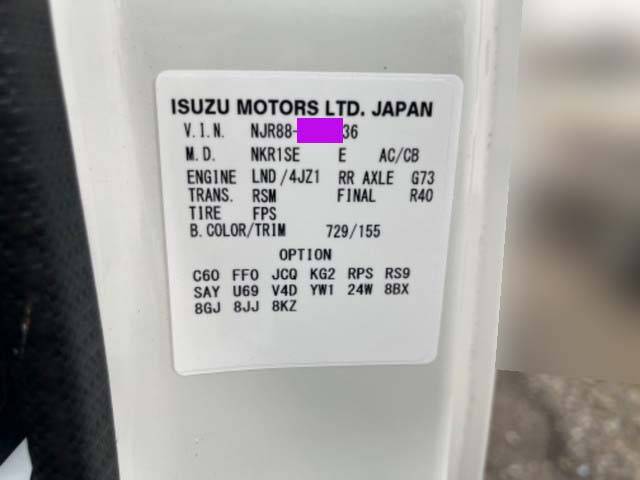 ISUZU MOTORS LTD. JAPAN
V.I.N. NJR88- 36
M.D. NKR1SE E AC/CB
ENGINE LND/4JZ1 RR AXLE G73
TRANS. RSM FINAL R40
TIRE FPS
B.COLOR/TRIM 729/155
OPTION
C60 FF0 JCQ KG2 RPS RS9
SAY U69 V4D YW1 24W 8BX
8GJ 8JJ 8KZ